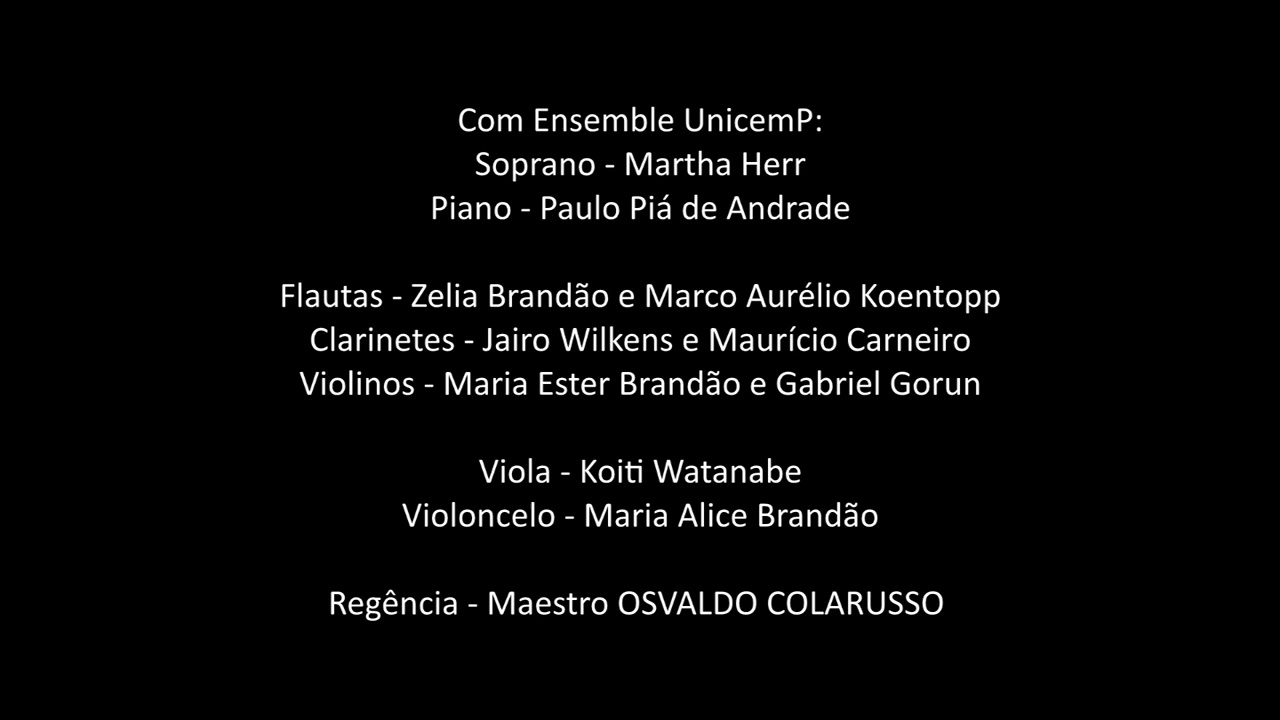 Com Ensemble UnicemP:
Soprano - Martha Herr
Piano - Paulo Piá de Andrade
Flautas - Zelia Brandão e Marco Aurélio Koentopp
Clarinetes - Jairo Wilkens e Maurício Carneiro
Violinos - Maria Ester Brandão e Gabriel Gorun
Viola - Koiti Watanabe
Violoncelo - Maria Alice Brandão
Regência - Maestro OSVALDO COLARUSSO